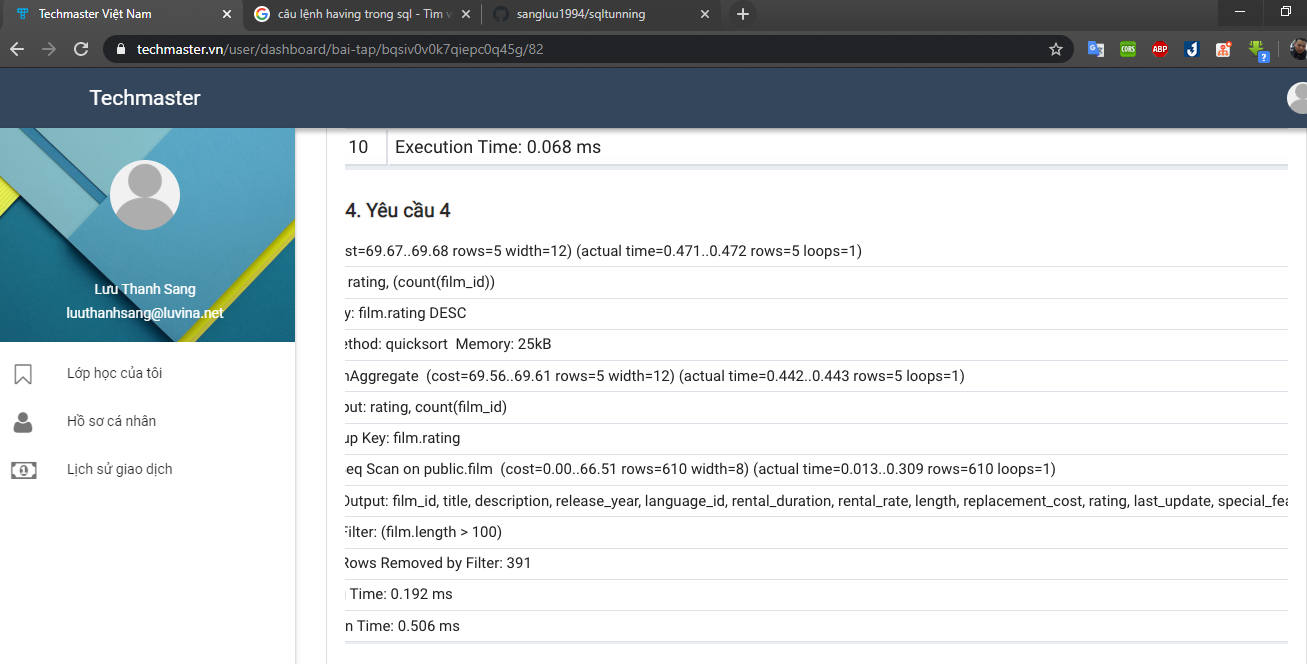 Techmaster Việt Nam
câu lệnh having trong sql - Tìm v
sangluu1994/sqltunning
techmaster.vn/user/dashboard/bai-tap/bqsiv0v0k7qiepc0q45g/82
CORS
ABP
Techmaster
Lưu Thanh Sang
luuthanhsang@luvina.net
Lớp học của tôi
Hồ sơ cá nhân
Lịch sử giao dịch
10 Execution Time: 0.068 ms
4. Yêu cầu 4
st=69.67..69.68 rows=5 width=12) (actual time=0.471..0.472 rows=5 loops=1)
rating, (count(film_id))
y: film.rating DESC
ethod: quicksort Memory: 25kB
nAggregate (cost=69.56..69.61 rows=5 width=12) (actual time=0.442..0.443 rows=5 loops=1)
out: rating, count(film_id)
up Key: film.rating
eq Scan on public.film (cost=0.00..66.51 rows=610 width=8) (actual time=0.013..0.309 rows=610 loops=1)
Output: film_id, title, description, release_year, language_id, rental_duration, rental_rate, length, replacement_cost, rating, last_update, special_fea
Filter: (film.length > 100)
Rows Removed by Filter: 391
Time: 0.192 ms
n Time: 0.506 ms